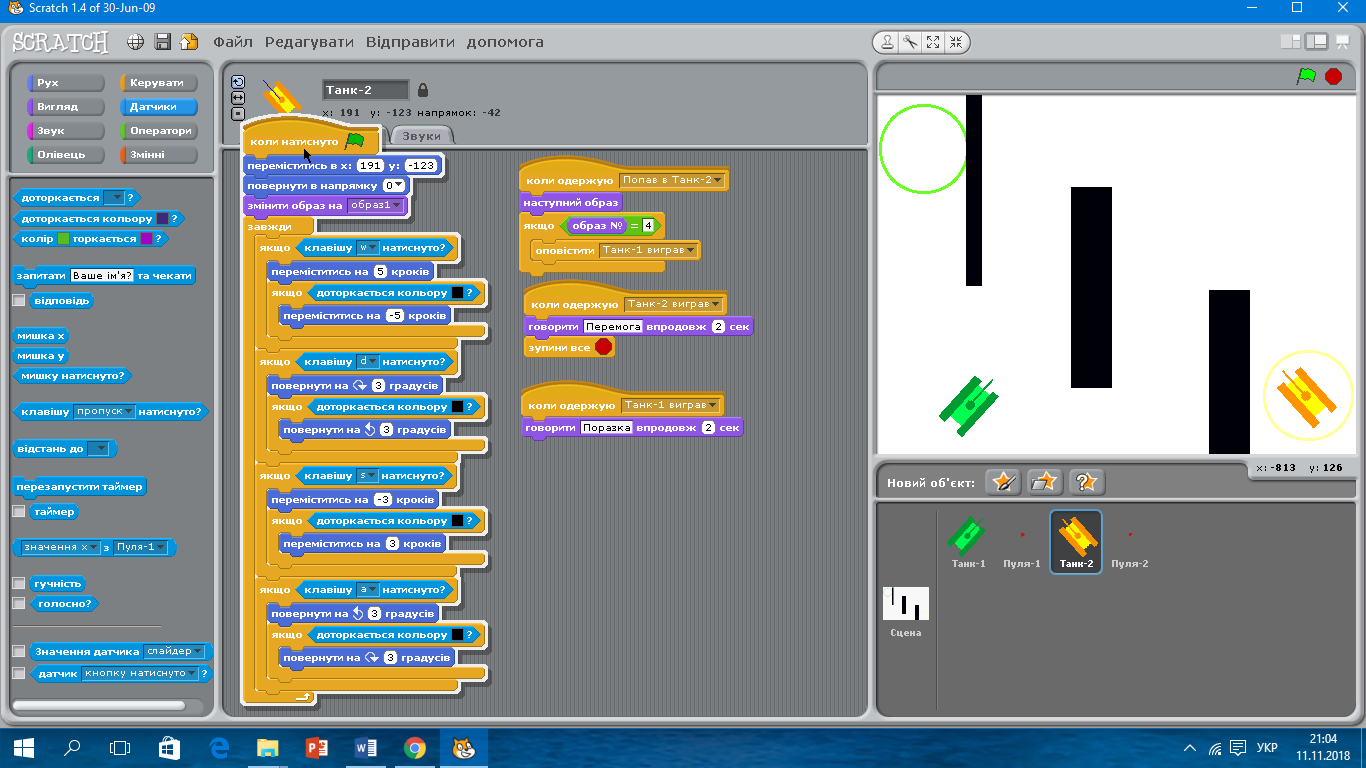 Scratch 1.4 of 30-Jun-09
SCRATCH Файл Редагувати Відправити допомога
Рух Керувати
Вигляд Датчики
Звук Оператори
Олівець Змінні
доторкається ?
доторкається кольору ?
колір торкається ?
запитати Ваше ім'я? та чекати
відповідь
мишка x
мишка y
мишку натиснуто?
клавішу пропуск натиснуто?
відстань до
перезапустити таймер
таймер
значення x з Пуля-1
гучність
голосно?
Значення датчика слайдер
датчик кнопку натиснуто ?
Танк-2
x: 191 y: -123 напрямок: -42
Звуки
коли натиснуто
переміститись в x: 191 y: -123
повернути в напрямку 0
змінити образ на образ1
завжди
якщо клавішу w натиснуто?
переміститись на 5 кроків
якщо доторкається кольору ?
переміститись на -5 кроків
якщо клавішу d натиснуто?
повернути на 3 градусів
якщо доторкається кольору ?
повернути на 3 градусів
якщо клавішу s натиснуто?
переміститись на -3 кроків
якщо доторкається кольору ?
переміститись на 3 кроків
якщо клавішу a натиснуто?
повернути на 3 градусів
якщо доторкається кольору ?
повернути на 3 градусів
коли одержую Попав в Танк-2
наступний образ
якщо образ № = 4
оповістити Танк-1 виграв
коли одержую Танк-2 виграв
говорити Перемога впродовж 2 сек
зупини все
коли одержую Танк-1 виграв
говорити Поразка впродовж 2 сек
x: -813 y: 126
Новий об'єкт:
Танк-1 Пуля-1 Танк-2 Пуля-2
Сцена
УКР
21:04
11.11.2018